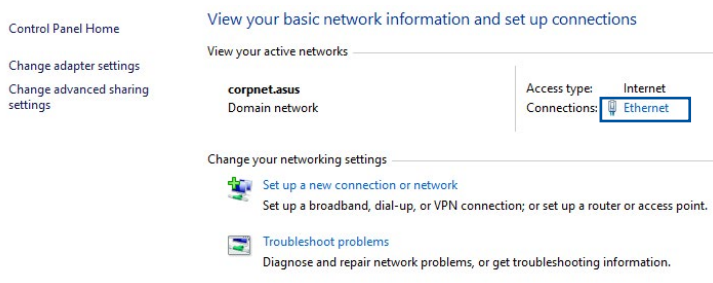 Control Panel Home
Change adapter settings
Change advanced sharing
settings
View your basic network information and set up connections
View your active networks
corpnet.asus
Domain network
Access type: Internet
Connections: Ethernet
Change your networking settings
Set up a new connection or network
Set up a broadband, dial-up, or VPN connection; or set up a router or access point.
Troubleshoot problems
Diagnose and repair network problems, or get troubleshooting information.